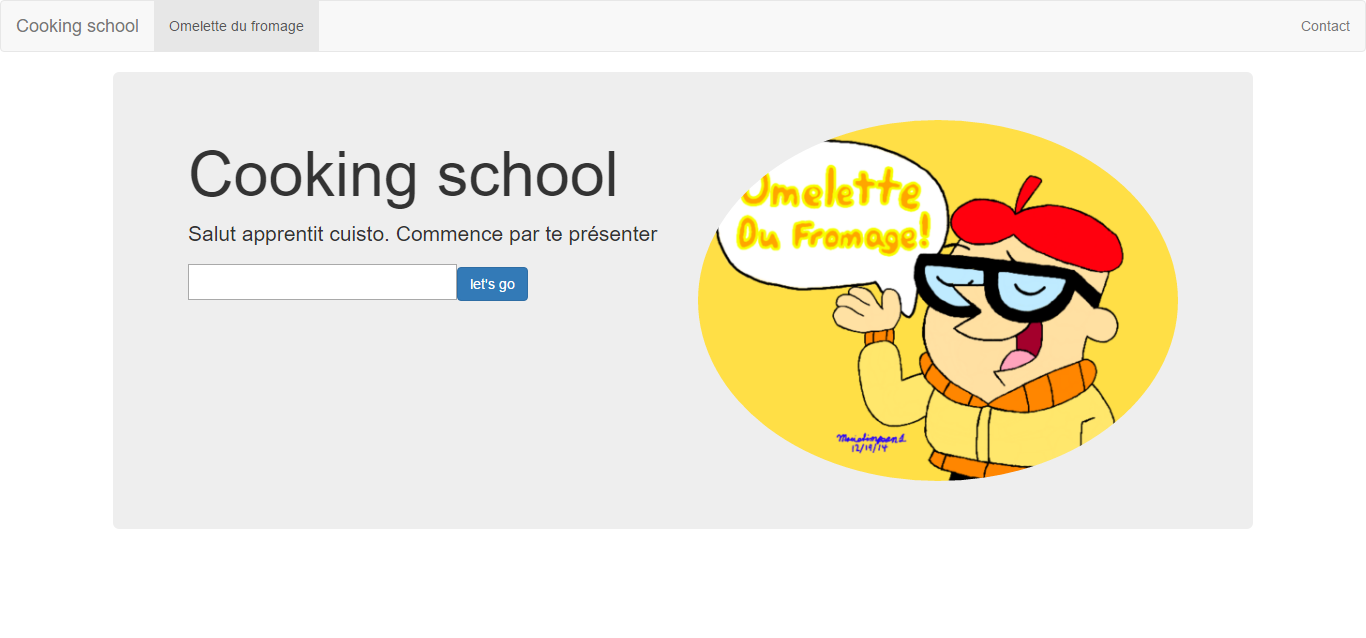 Cooking school
Omelette du fromage
Contact
Cooking school
Salut apprentit cuisto. Commence par te présenter
let's go
Omelette
Du Fromage!
12/19/14